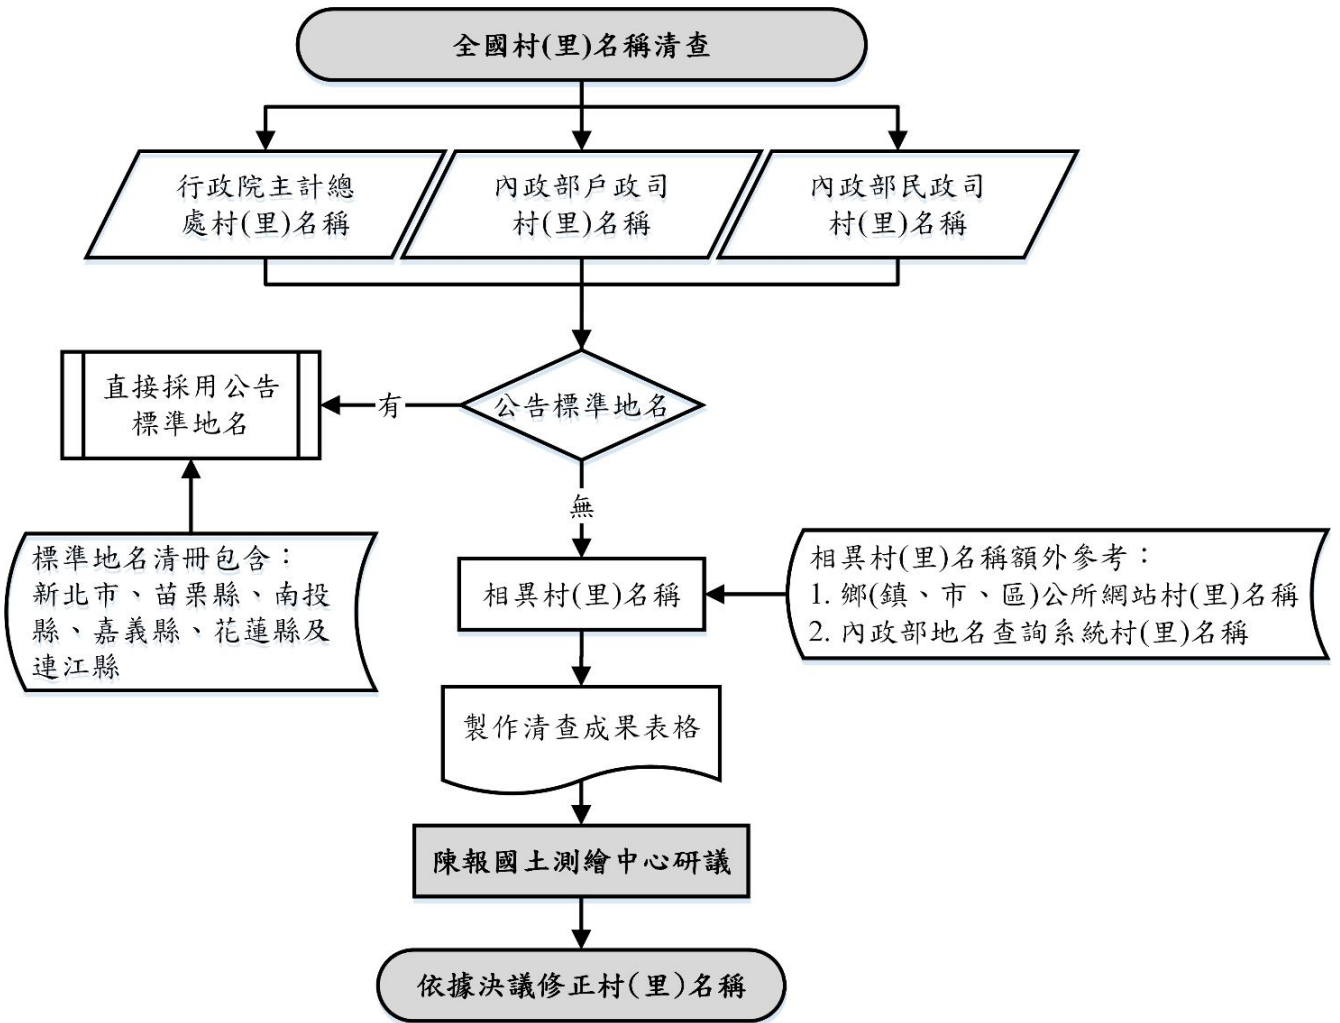 全國村(里)名稱清查
行政院主計總
處村(里)名稱
內政部戶政司
村(里)名稱
內政部民政司
村(里)名稱
直接採用公告
標準地名
有
公告標準地名
無
標準地名清冊包含：
新北市、苗栗縣、南投
縣、嘉義縣、花蓮縣及
連江縣
相異村(里)名稱
相異村(里)名稱額外參考：
1. 鄉(鎮、市、區)公所網站村(里)名稱
2. 內政部地名查詢系統村(里)名稱
製作清查成果表格
陳報國土測繪中心研議
依據決議修正村(里)名稱